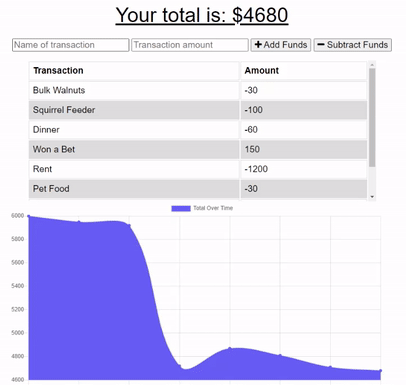 Your total is: $4680
Name of transaction Transaction amount + Add Funds − Subtract Funds
Transaction Amount
Bulk Walnuts -30
Squirrel Feeder -100
Dinner -60
Won a Bet 150
Rent -1200
Pet Food -30
Total Over Time
6000
5800
5600
5400
5200
5000
4800
4600